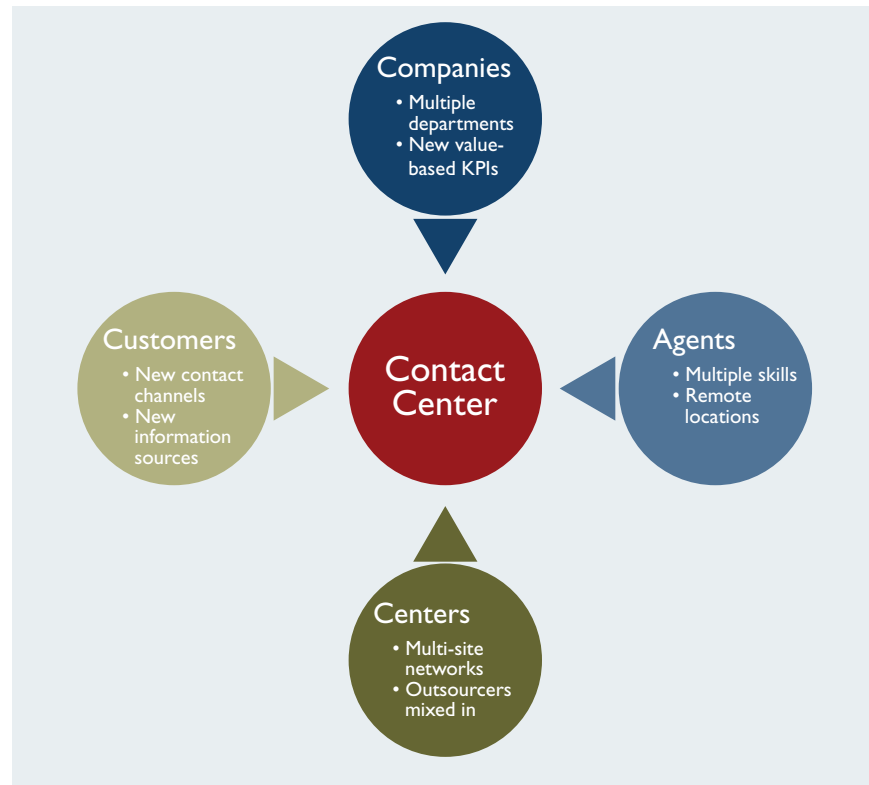 Companies
• Multiple
departments
• New value-
based KPIs
Customers
• New contact
channels
• New
information
sources
Contact
Center
Agents
• Multiple skills
• Remote
locations
Centers
• Multi-site
networks
• Outsourcers
mixed in